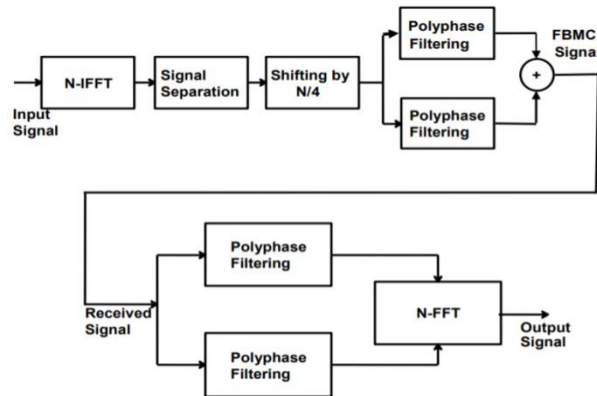 Input
Signal
N-IFFT
Signal
Separation
Shifting by
N/4
Polyphase
Filtering
Polyphase
Filtering
+
FBMC
Signal
Received
Signal
Polyphase
Filtering
Polyphase
Filtering
N-FFT
Output
Signal